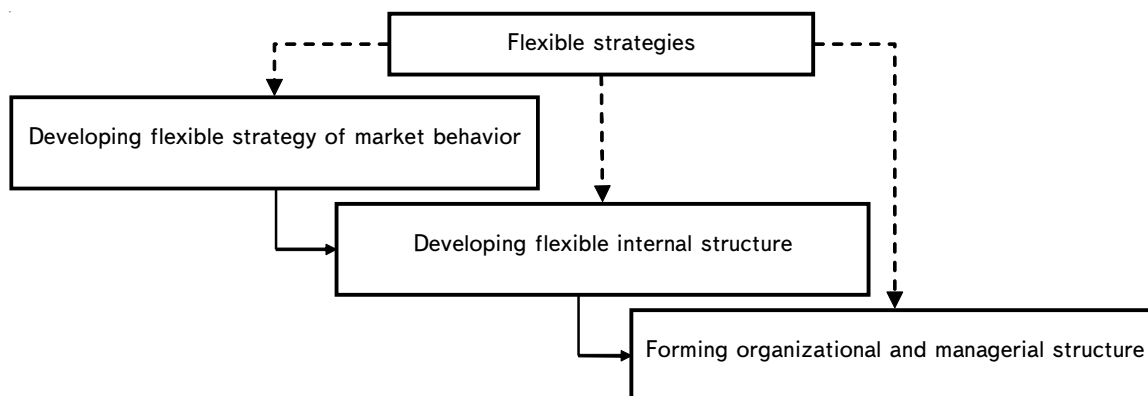 Flexible strategies
Developing flexible strategy of market behavior
Developing flexible internal structure
Forming organizational and managerial structure